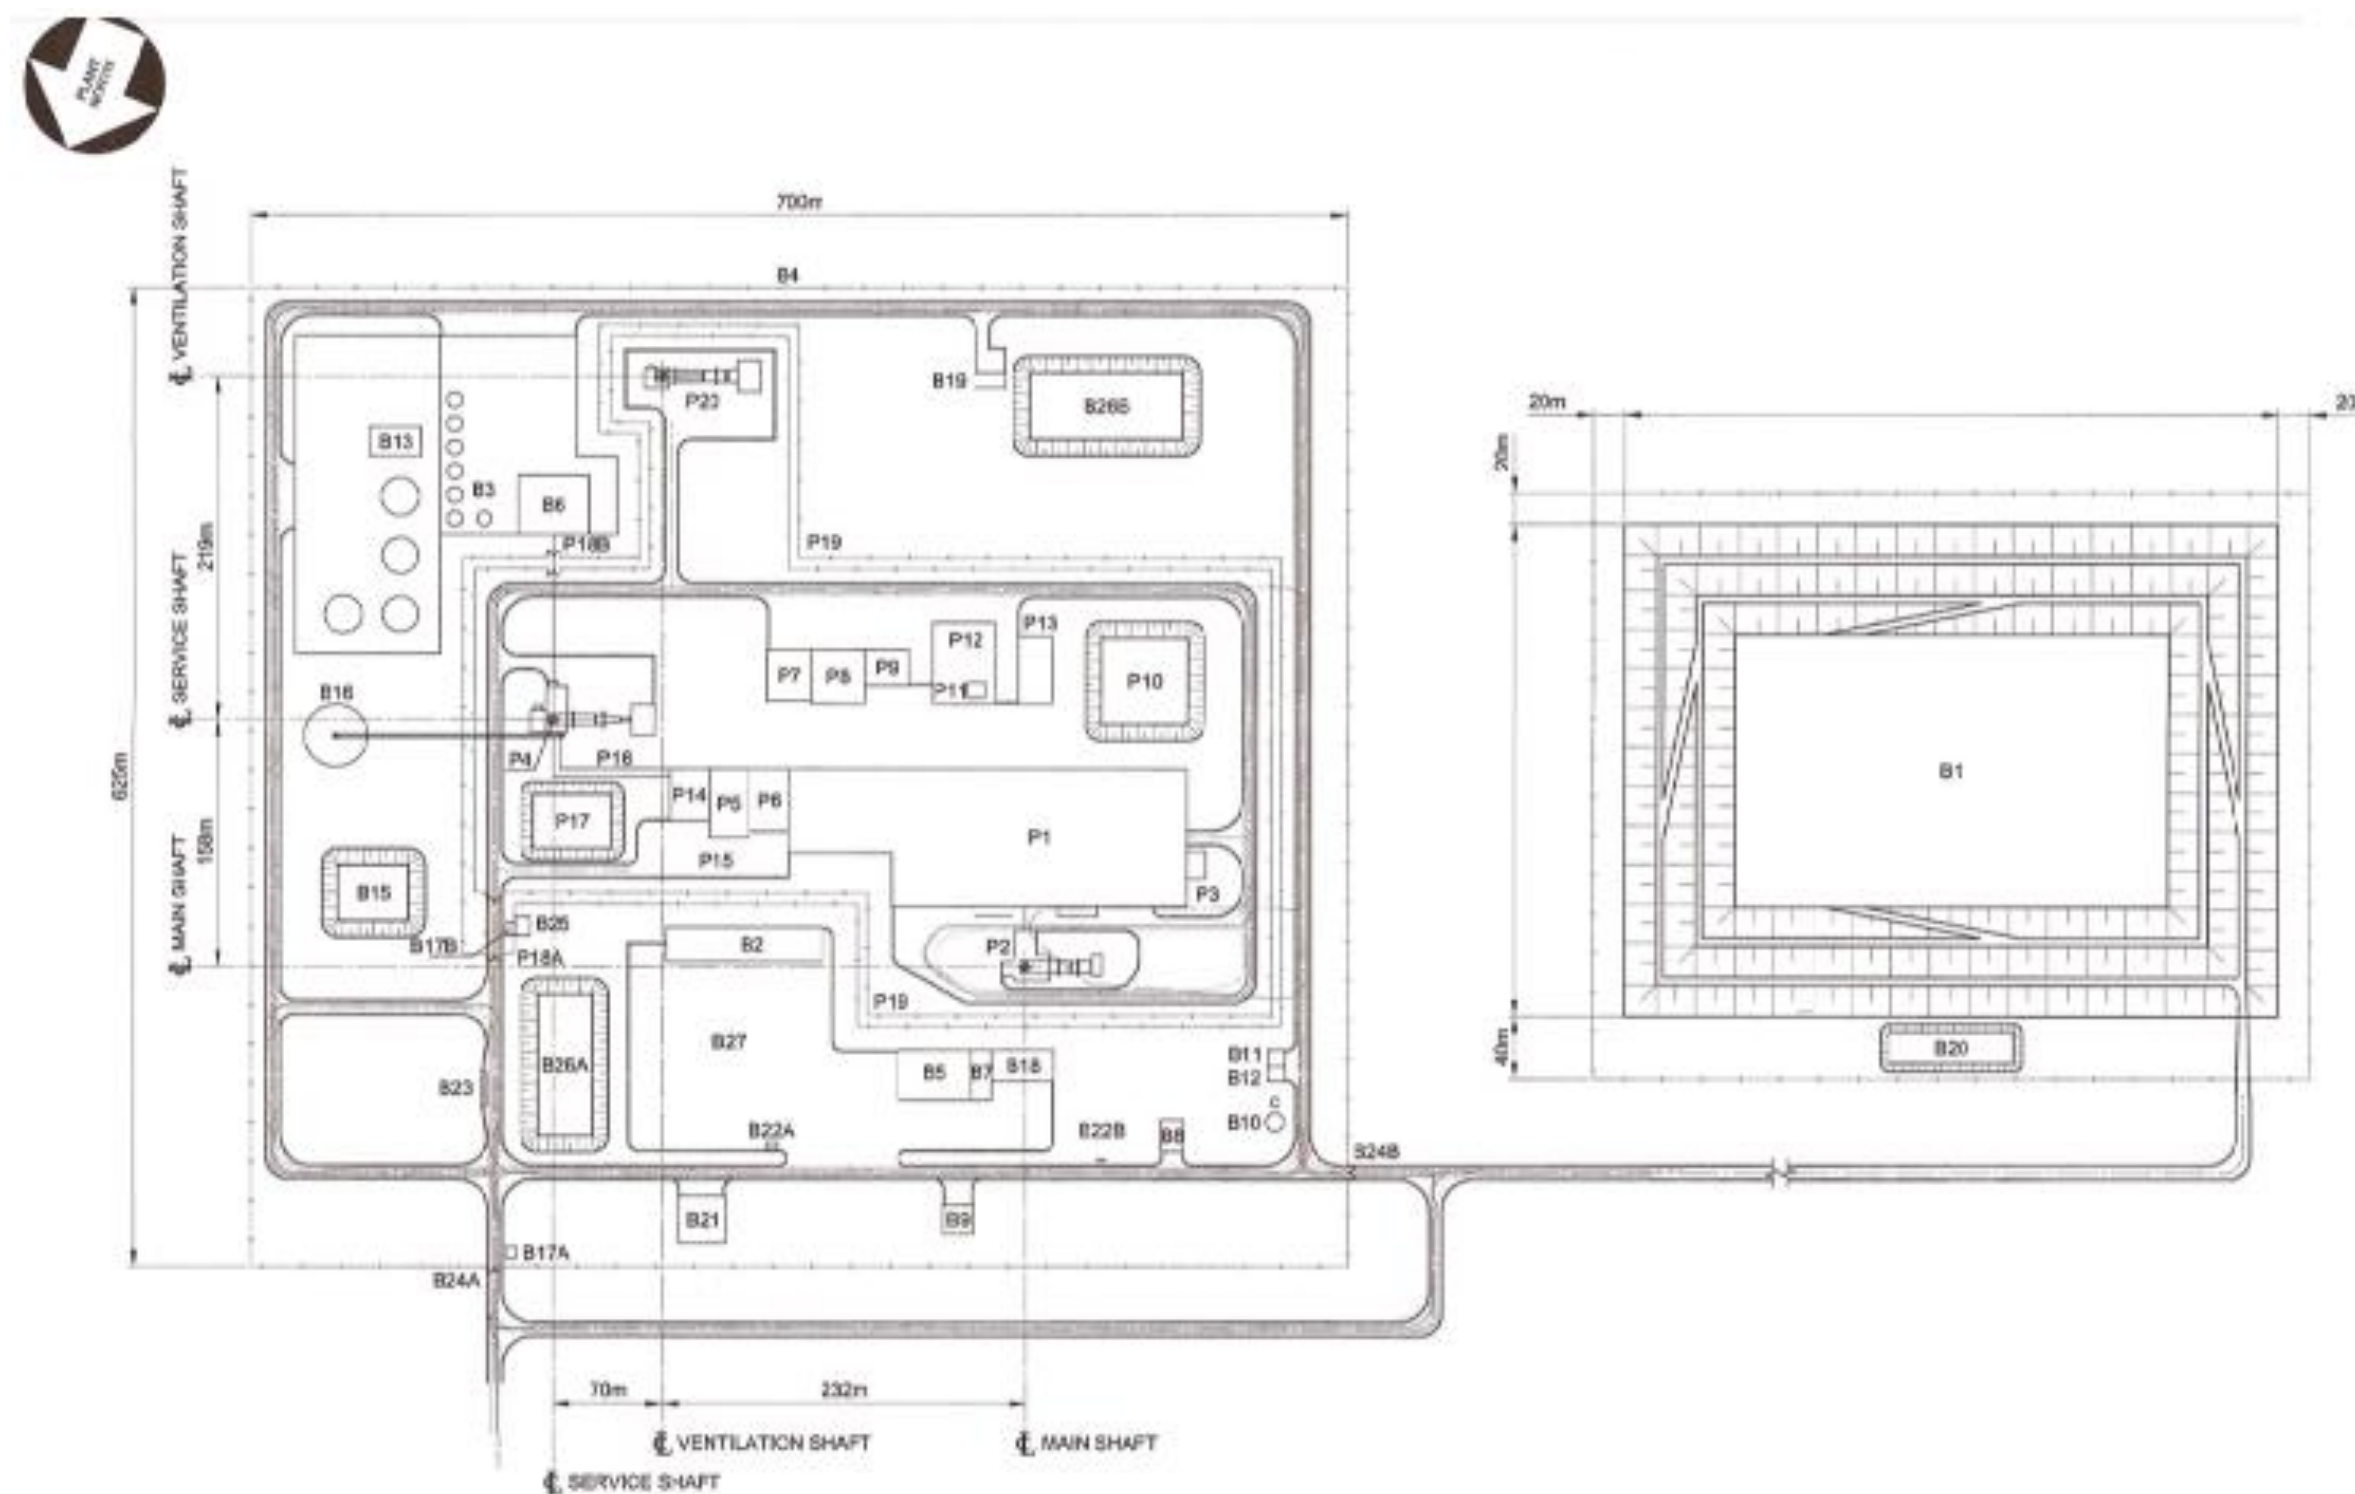 PLANT
NORTH
700m
B4
℄ VENTILATION SHAFT
℄ SERVICE SHAFT
℄ MAIN SHAFT
625m
219m
158m
B13
B3
B6
P18B
P20
B19
B26B
P19
B16
P4
P16
P7
P8
P9
P12
P11
P13
P10
P17
P14
P5
P6
P15
P1
P3
B15
B17B
B25
P18A
B2
P2
P19
B26A
B27
B23
B5
B7
B18
B11
B12
C
B10
B22A
B22B
B8
B24B
B21
B9
B17A
B24A
20m
20
20m
B1
40m
B20
70m
232m
℄ VENTILATION SHAFT
℄ MAIN SHAFT
℄ SERVICE SHAFT